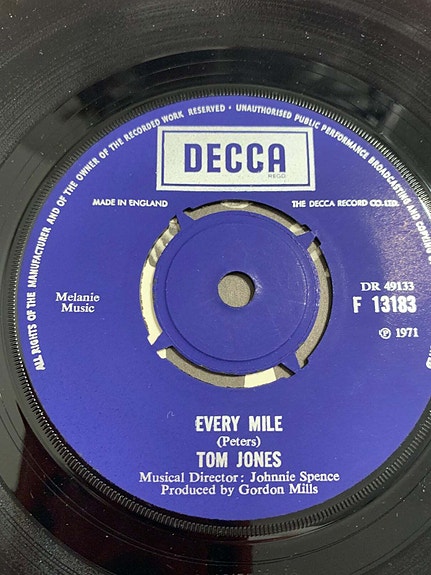 ALL RIGHTS OF THE MANUFACTURER AND OF THE OWNER OF THE RECORDED WORK RESERVED · UNAUTHORISED PUBLIC PERFORMANCE BROADCASTING AND COPYING
DECCA
REGD
MADE IN ENGLAND
THE DECCA RECORD CO. LTD.
Melanie
Music
DR 49133
F 13183
℗ 1971
EVERY MILE
(Peters)
TOM JONES
Musical Director: Johnnie Spence
Produced by Gordon Mills